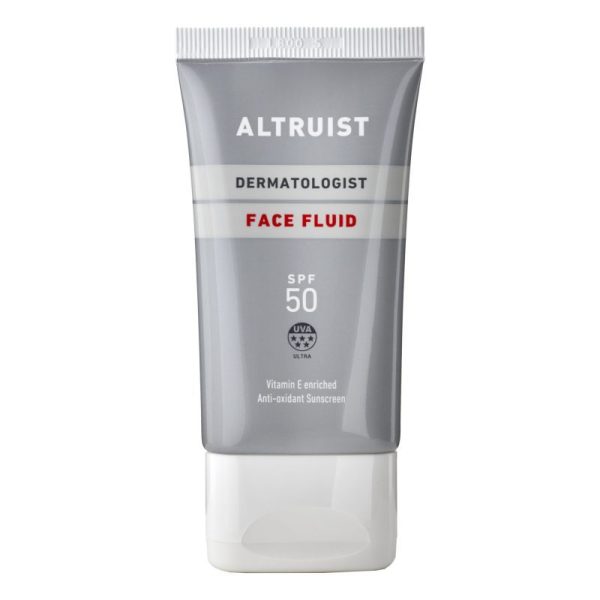 ALTRUIST
DERMATOLOGIST
FACE FLUID
SPF
50
UVA
ULTRA
Vitamin E enriched
Anti-oxidant Sunscreen